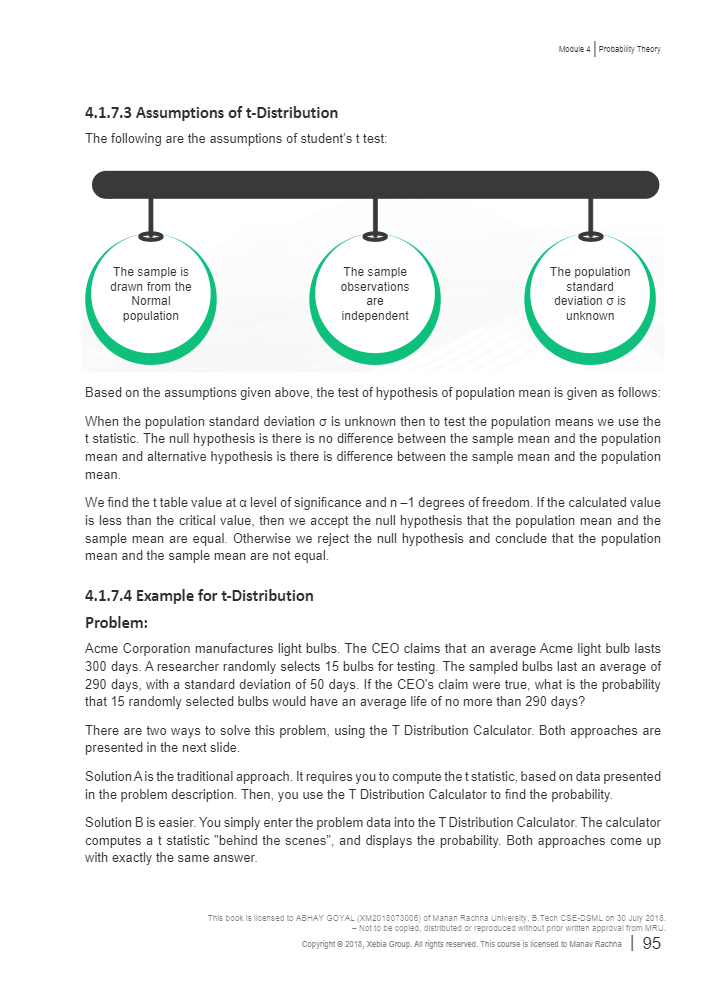 Module 4 | Probability Theory
4.1.7.3 Assumptions of t-Distribution
The following are the assumptions of student's t test:
The sample is
drawn from the
Normal
population
The sample
observations
are
independent
The population
standard
deviation σ is
unknown
Based on the assumptions given above, the test of hypothesis of population mean is given as follows:
When the population standard deviation σ is unknown then to test the population means we use the
t statistic. The null hypothesis is there is no difference between the sample mean and the population
mean and alternative hypothesis is there is difference between the sample mean and the population
mean.
We find the t table value at α level of significance and n –1 degrees of freedom. If the calculated value
is less than the critical value, then we accept the null hypothesis that the population mean and the
sample mean are equal. Otherwise we reject the null hypothesis and conclude that the population
mean and the sample mean are not equal.
4.1.7.4 Example for t-Distribution
Problem:
Acme Corporation manufactures light bulbs. The CEO claims that an average Acme light bulb lasts
300 days. A researcher randomly selects 15 bulbs for testing. The sampled bulbs last an average of
290 days, with a standard deviation of 50 days. If the CEO's claim were true, what is the probability
that 15 randomly selected bulbs would have an average life of no more than 290 days?
There are two ways to solve this problem, using the T Distribution Calculator. Both approaches are
presented in the next slide.
Solution A is the traditional approach. It requires you to compute the t statistic, based on data presented
in the problem description. Then, you use the T Distribution Calculator to find the probability.
Solution B is easier. You simply enter the problem data into the T Distribution Calculator. The calculator
computes a t statistic "behind the scenes", and displays the probability. Both approaches come up
with exactly the same answer.
This book is licensed to ABHAY GOYAL (XM2018073006) of Manan Rachna University, B.Tech CSE-DSML on 30 July 2018.
– Not to be copied, distributed or reproduced without prior written approval from MRU.
Copyright © 2018, Xebia Group. All rights reserved. This course is licensed to Manav Rachna | 95